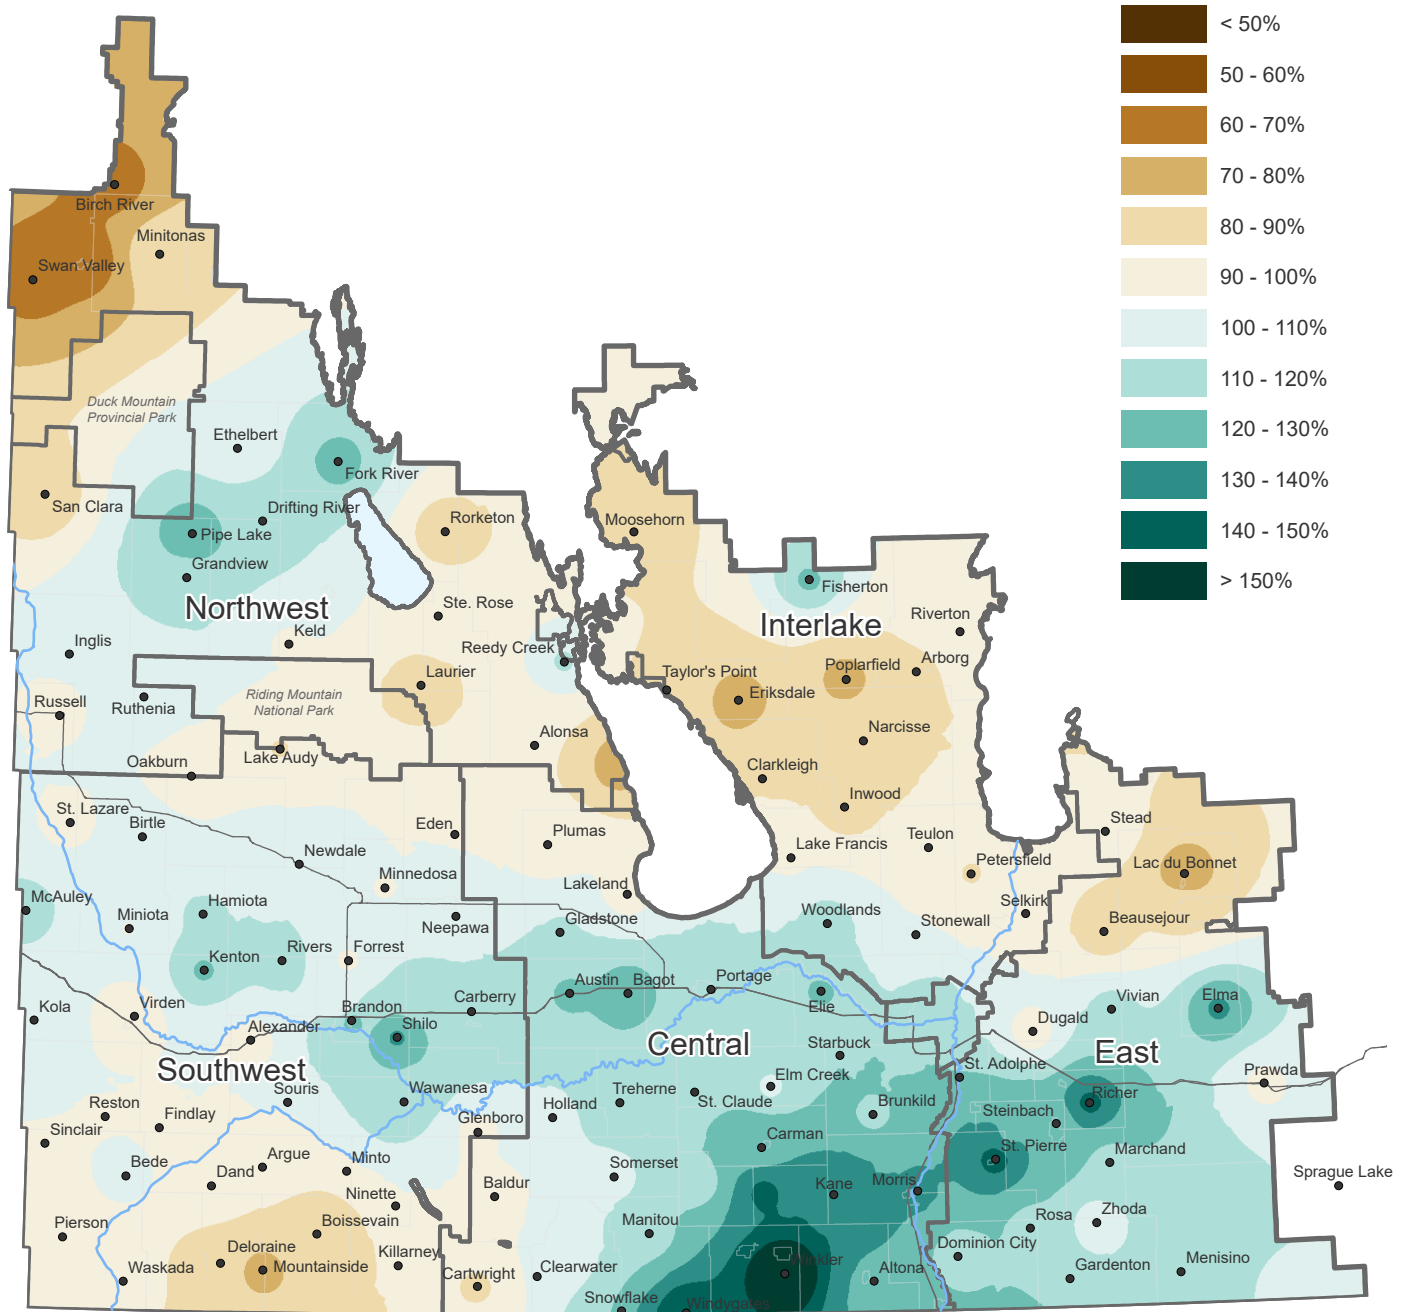 < 50%
50 - 60%
60 - 70%
70 - 80%
80 - 90%
90 - 100%
100 - 110%
110 - 120%
120 - 130%
130 - 140%
140 - 150%
> 150%
Birch River
Minitonas
Swan Valley
Duck Mountain
Provincial Park
Ethelbert
Fork River
San Clara
Drifting River
Pipe Lake
Rorketon
Moosehorn
Grandview
Fisherton
Northwest
Ste. Rose
Interlake
Riverton
Keld
Inglis
Reedy Creek
Laurier
Taylor's Point
Poplarfield
Arborg
Eriksdale
Riding Mountain
National Park
Russell
Ruthenia
Alonsa
Narcisse
Lake Audy
Oakburn
Clarkleigh
Inwood
St. Lazare
Birtle
Eden
Plumas
Stead
Newdale
Lake Francis
Teulon
Petersfield
Lac du Bonnet
Minnedosa
Lakeland
McAuley
Hamiota
Miniota
Neepawa
Gladstone
Woodlands
Stonewall
Selkirk
Beausejour
Kenton
Rivers
Forrest
Austin
Bagot
Portage
Elie
Kola
Virden
Brandon
Carberry
Vivian
Elma
Alexander
Shilo
Dugald
Central
East
Starbuck
Southwest
St. Adolphe
Prawda
Souris
Wawanesa
Treherne
St. Claude
Elm Creek
Reston
Findlay
Holland
Brunkild
Steinbach
Richer
Sinclair
Glenboro
Carman
St. Pierre
Marchand
Bede
Dand
Argue
Minto
Somerset
Sprague Lake
Ninette
Baldur
Kane
Morris
Pierson
Boissevain
Manitou
Rosa
Zhoda
Deloraine
Mountainside
Killarney
Dominion City
Waskada
Cartwright
Clearwater
Winkler
Altona
Gardenton
Menisino
Snowflake
Windygates